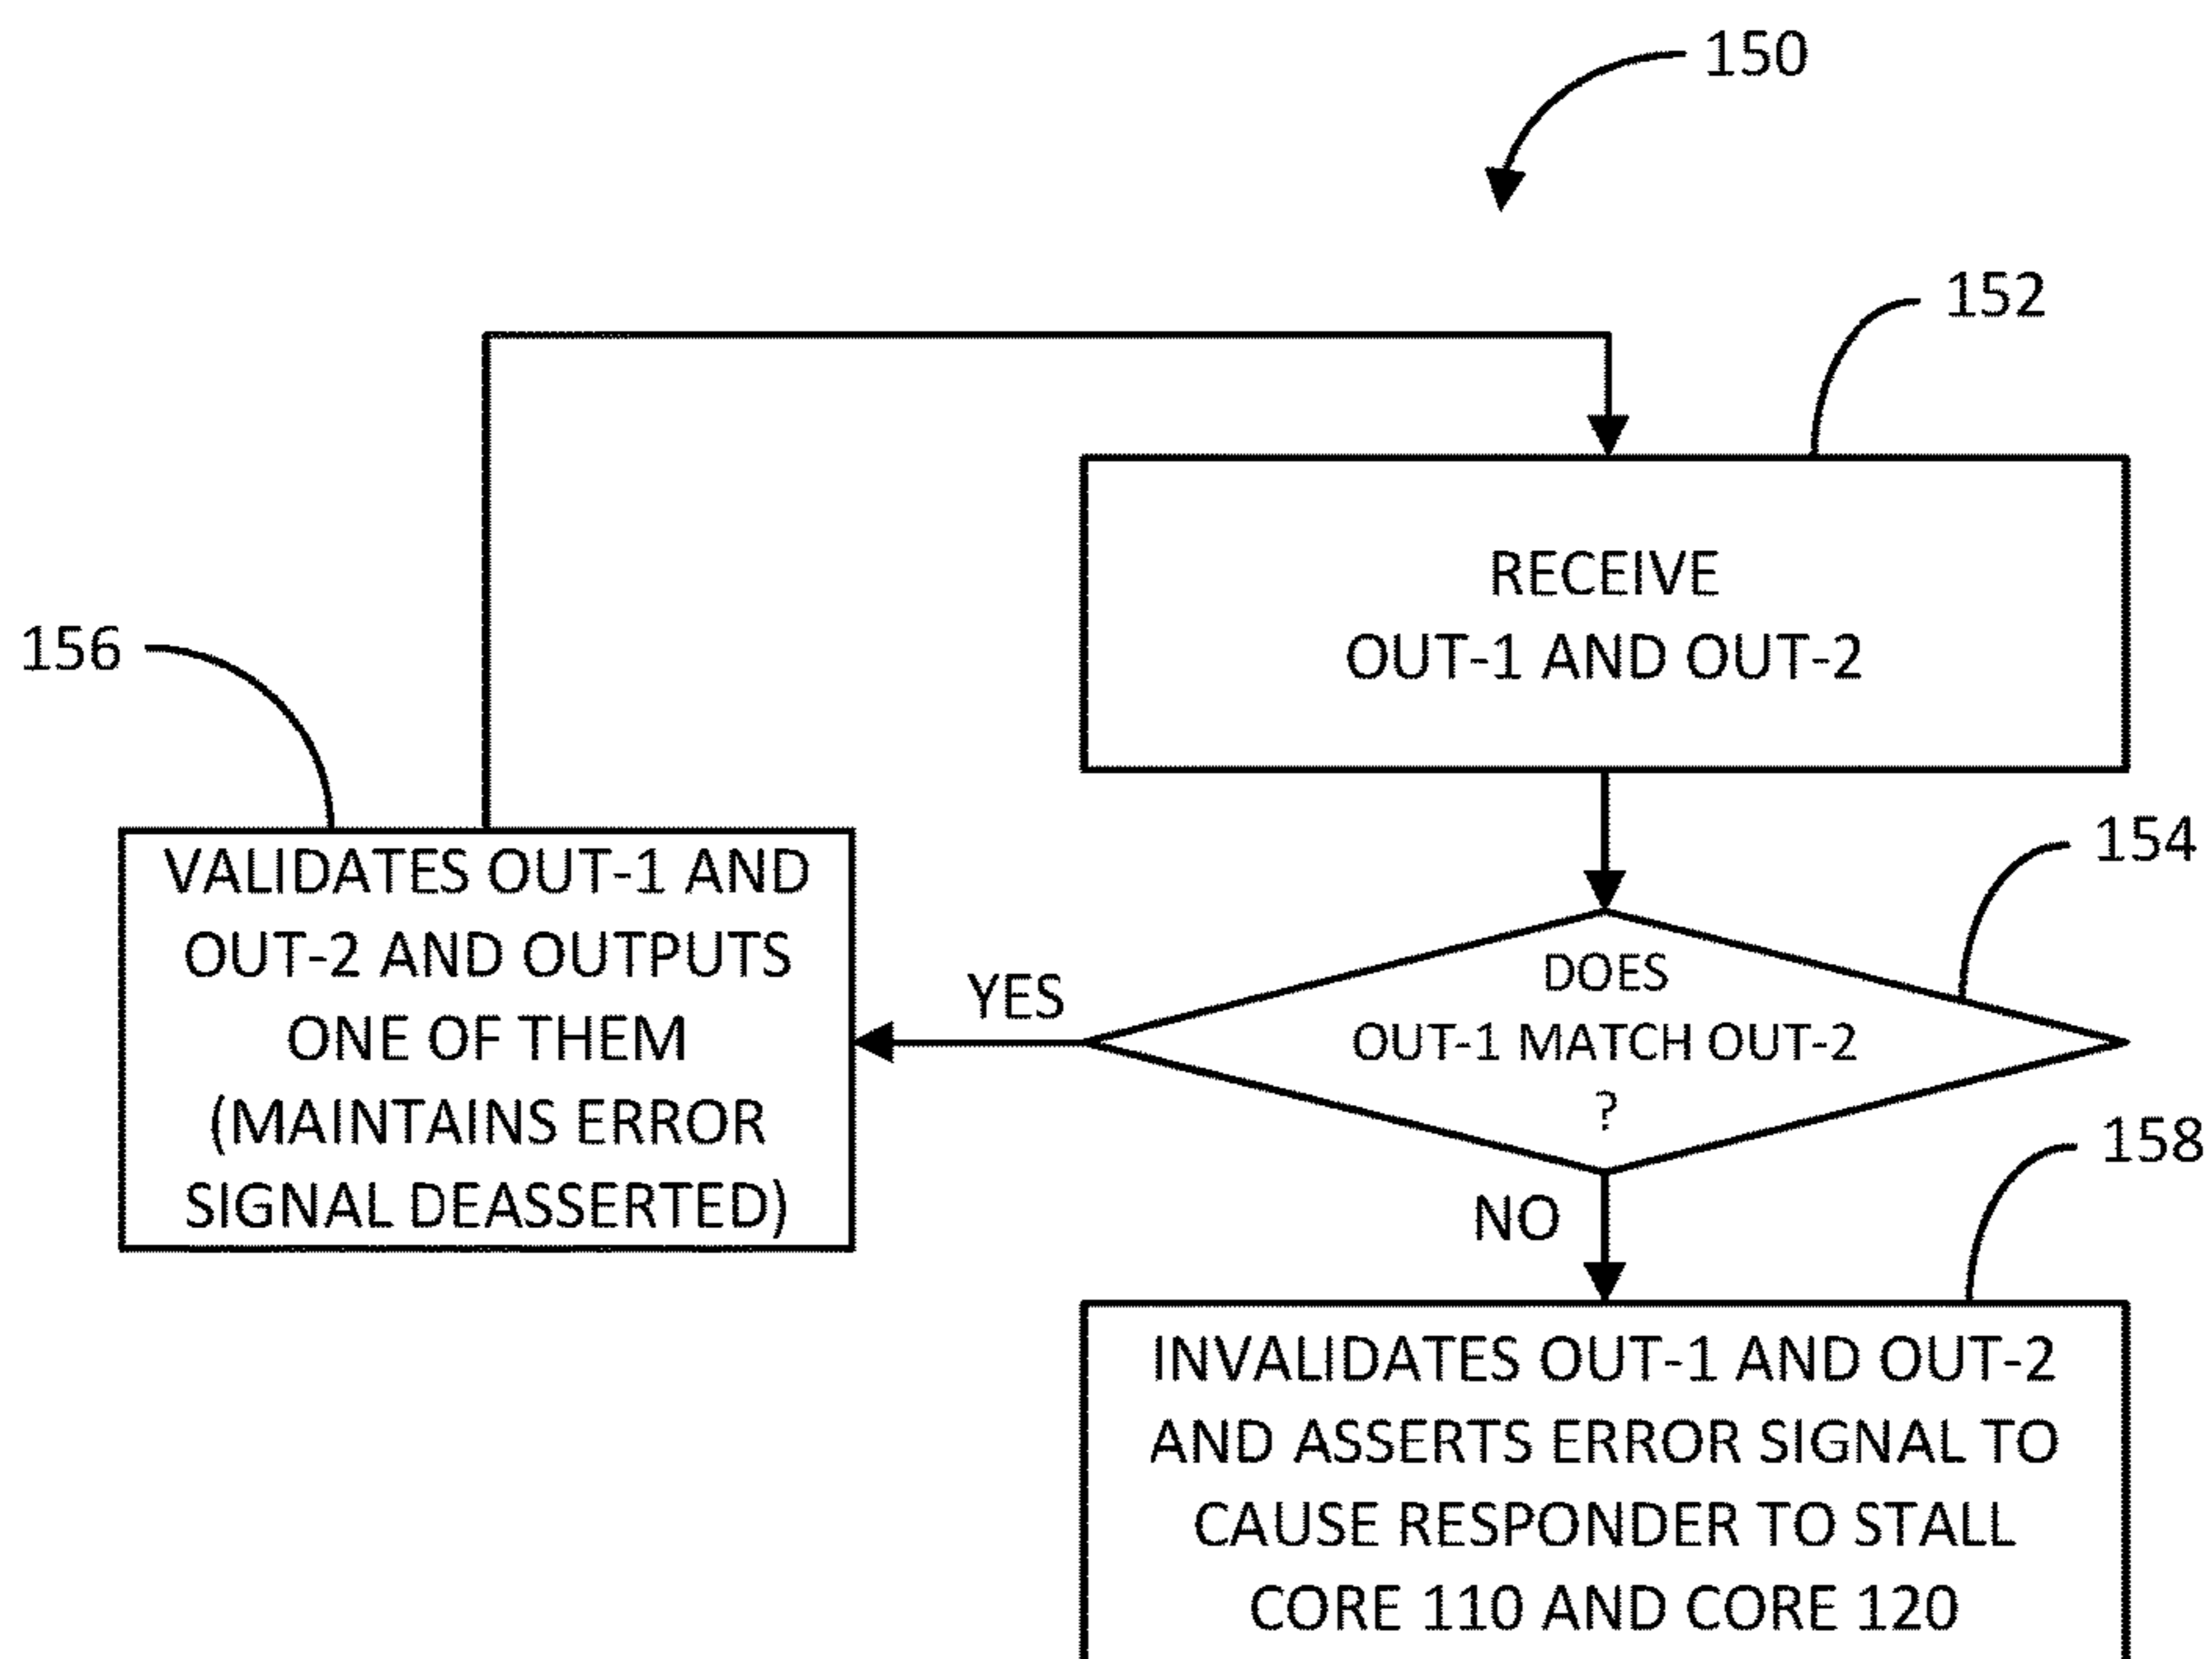 150
152
RECEIVE
OUT-1 AND OUT-2
156
VALIDATES OUT-1 AND
OUT-2 AND OUTPUTS
ONE OF THEM
(MAINTAINS ERROR
SIGNAL DEASSERTED)
154
YES
DOES
OUT-1 MATCH OUT-2
?
158
NO
INVALIDATES OUT-1 AND OUT-2
AND ASSERTS ERROR SIGNAL TO
CAUSE RESPONDER TO STALL
CORE 110 AND CORE 120